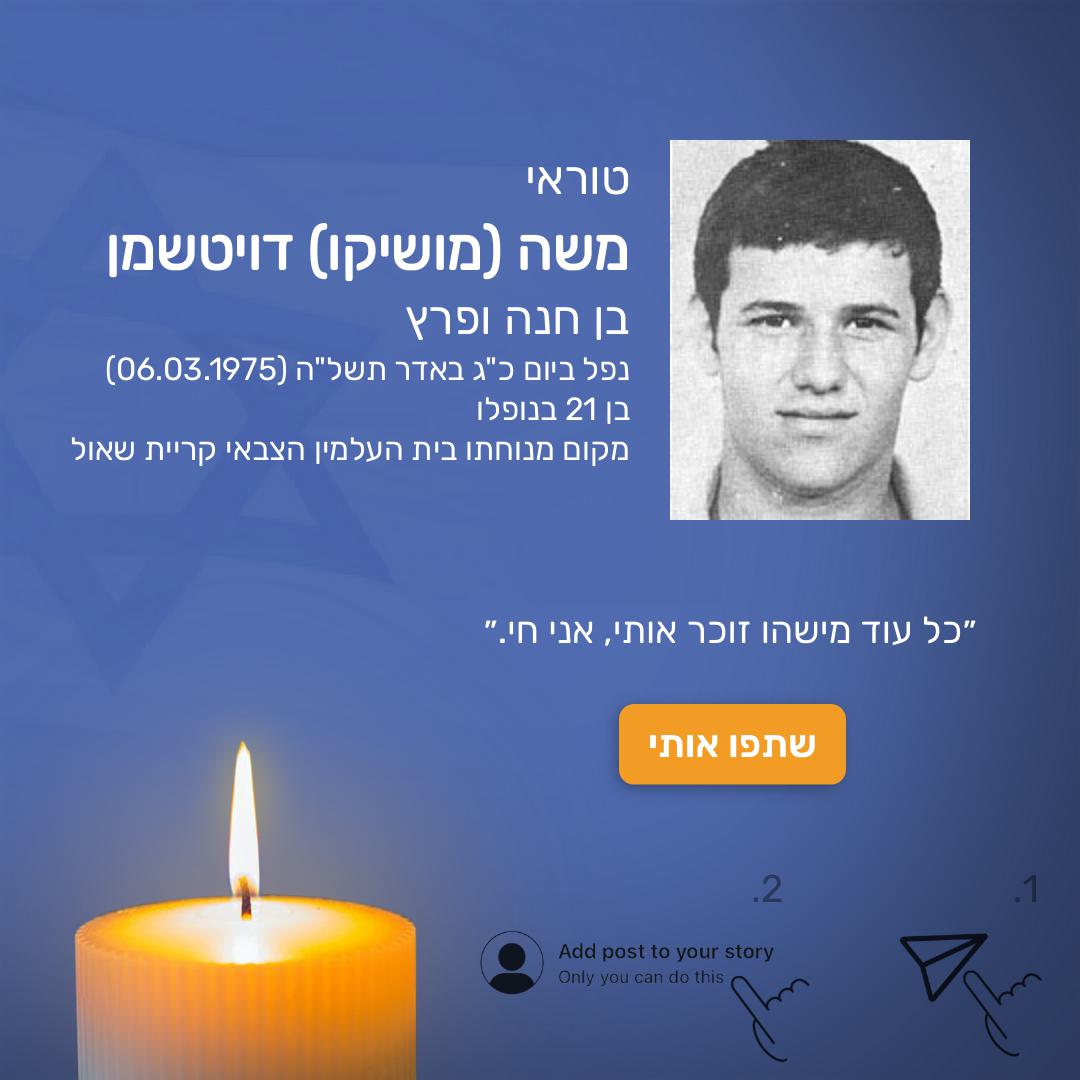 טוראי
משה (מושיקו) דויטשמן
בן חנה ופרץ
נפל ביום כ"ג באדר תשל"ה (06.03.1975)
בן 21 בנופלו
מקום מנוחתו בית העלמין הצבאי קריית שאול
״כל עוד מישהו זוכר אותי, אני חי.״
שתפו אותי
.1
.2
Add post to your story
Only you can do this